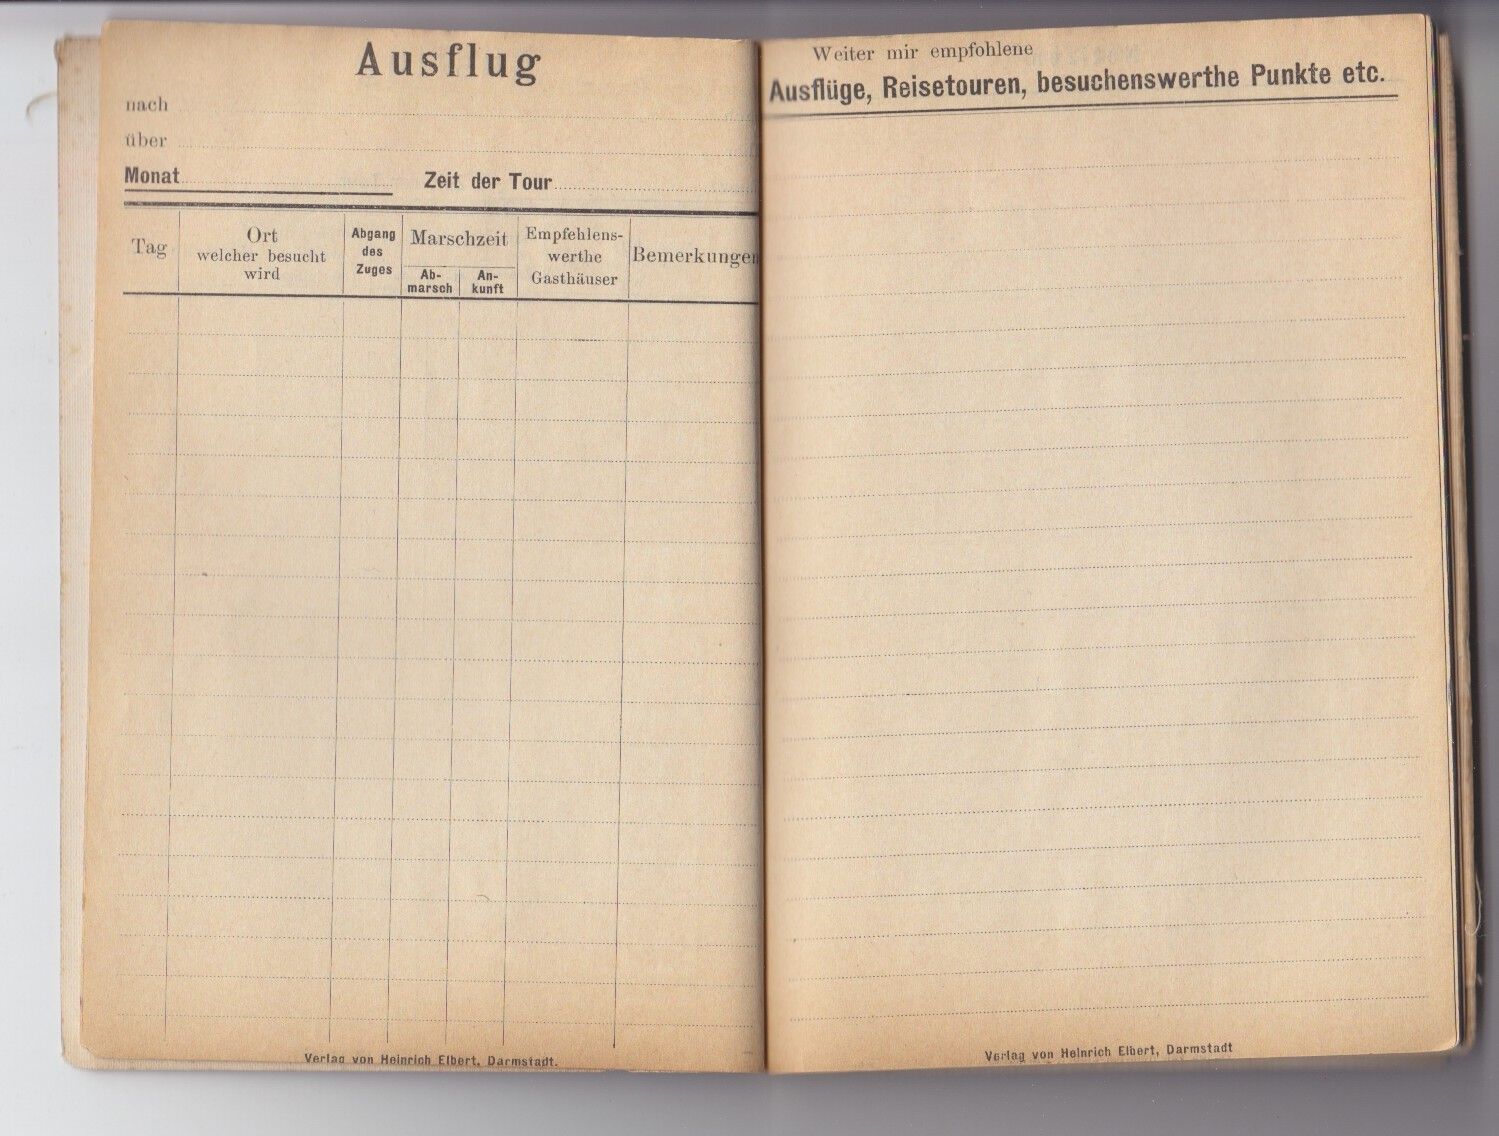 Ausflug
nach
über
Monat Zeit der Tour
Tag
Ort
welcher besucht
wird
Abgang
des
Zuges
Marschzeit
Ab-
marsch
An-
kunft
Empfehlens-
werthe
Gasthäuser
Bemerkungen
Verlag von Heinrich Elbert, Darmstadt.
Weiter mir empfohlene
Ausflüge, Reisetouren, besuchenswerthe Punkte etc.
Verlag von Heinrich Elbert, Darmstadt